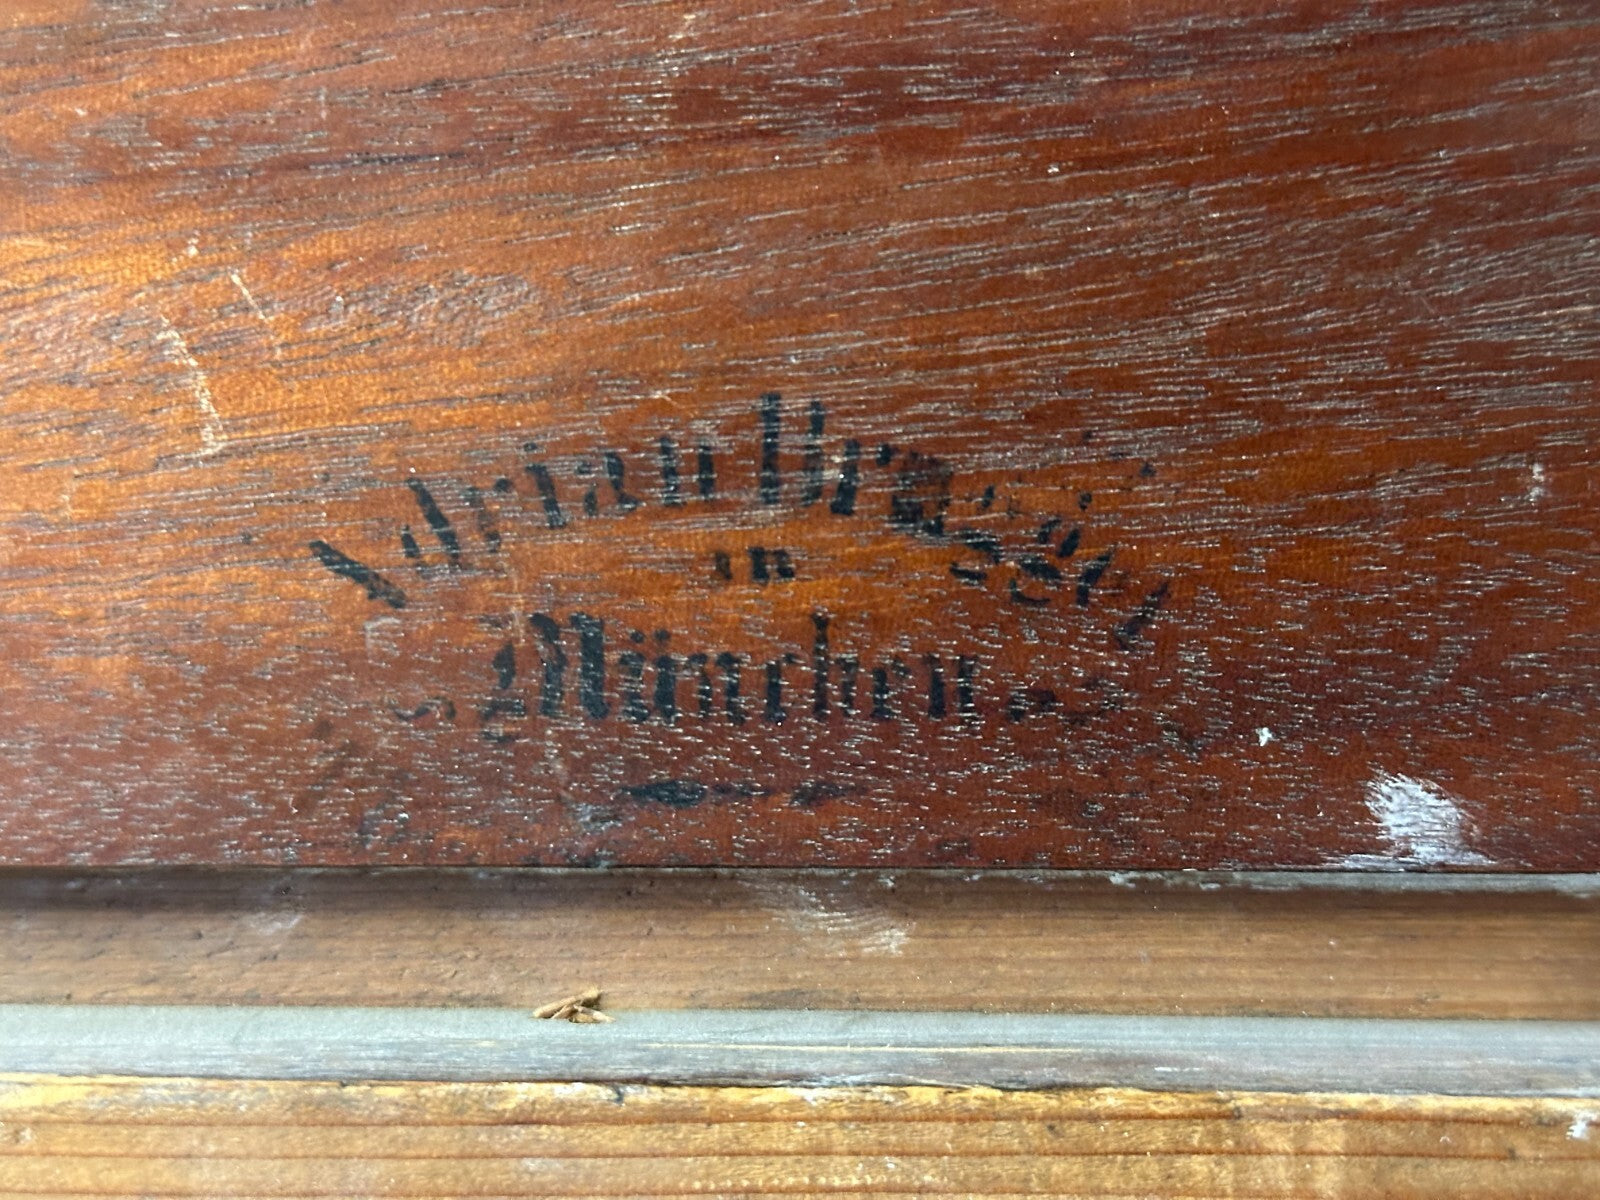 Adrian Brugger
in
München